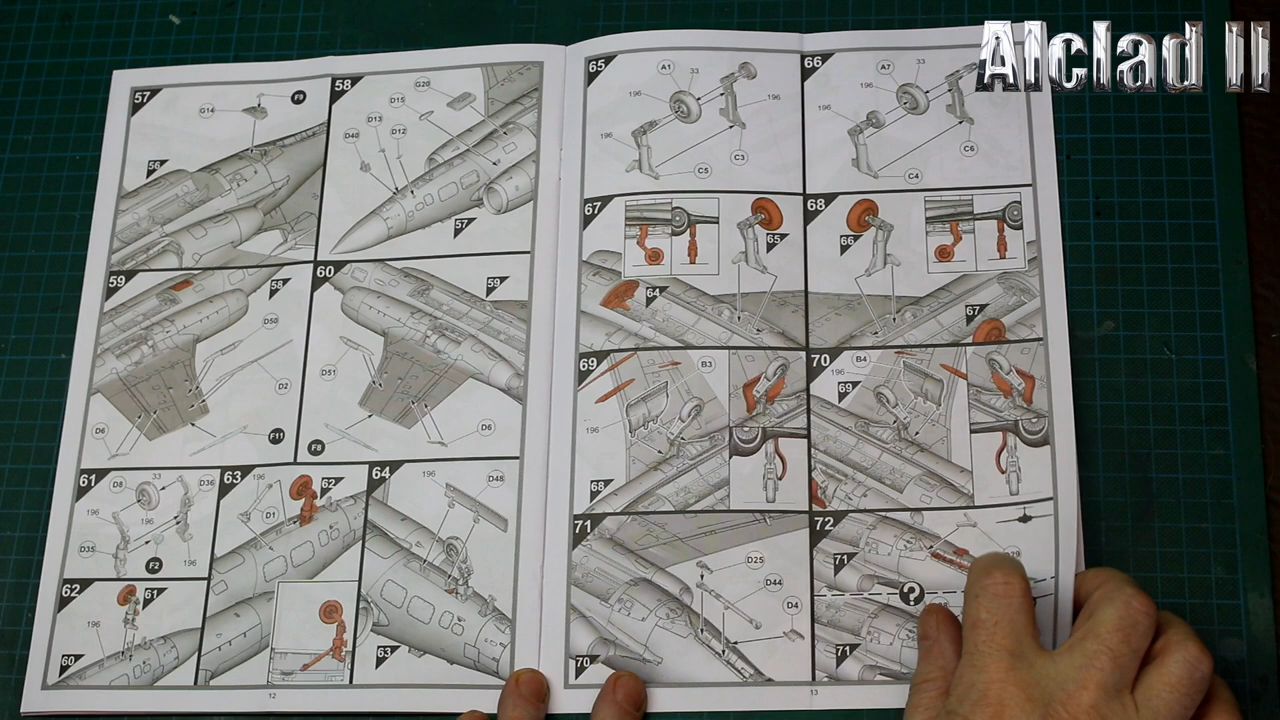 Alclad II
57
G14
F9
56
58
G20
D15
D13
D12
D40
57
59
58
D50
D2
D6
F11
60
59
D51
F8
D6
61
D8
33
D36
196
196
196
D35
F2
62
61
196
60
63
196
62
D1
64
196
D48
63
12
65
A1
33
196
196
196
C3
C5
66
A7
33
196
196
C6
C4
67
65
64
68
66
67
69
B3
196
68
70
B4
196
69
71
D25
D44
D4
70
72
71
?
71
13